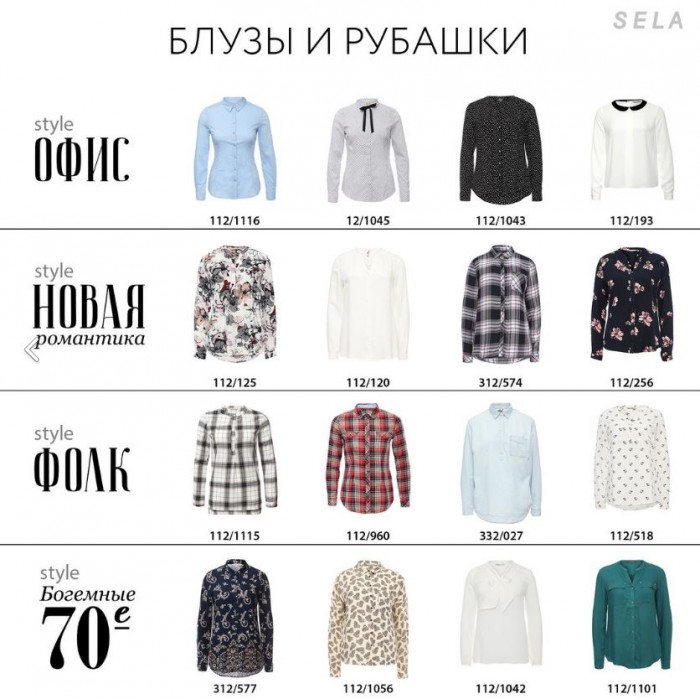 SELA
БЛУЗЫ И РУБАШКИ
style
ОФИС
112/1116
12/1045
112/1043
112/193
style
НОВАЯ
романтика
112/125
112/120
312/574
112/256
style
ФОЛК
112/1115
112/960
332/027
112/518
style
Богемные
70е
312/577
112/1056
112/1042
112/1101